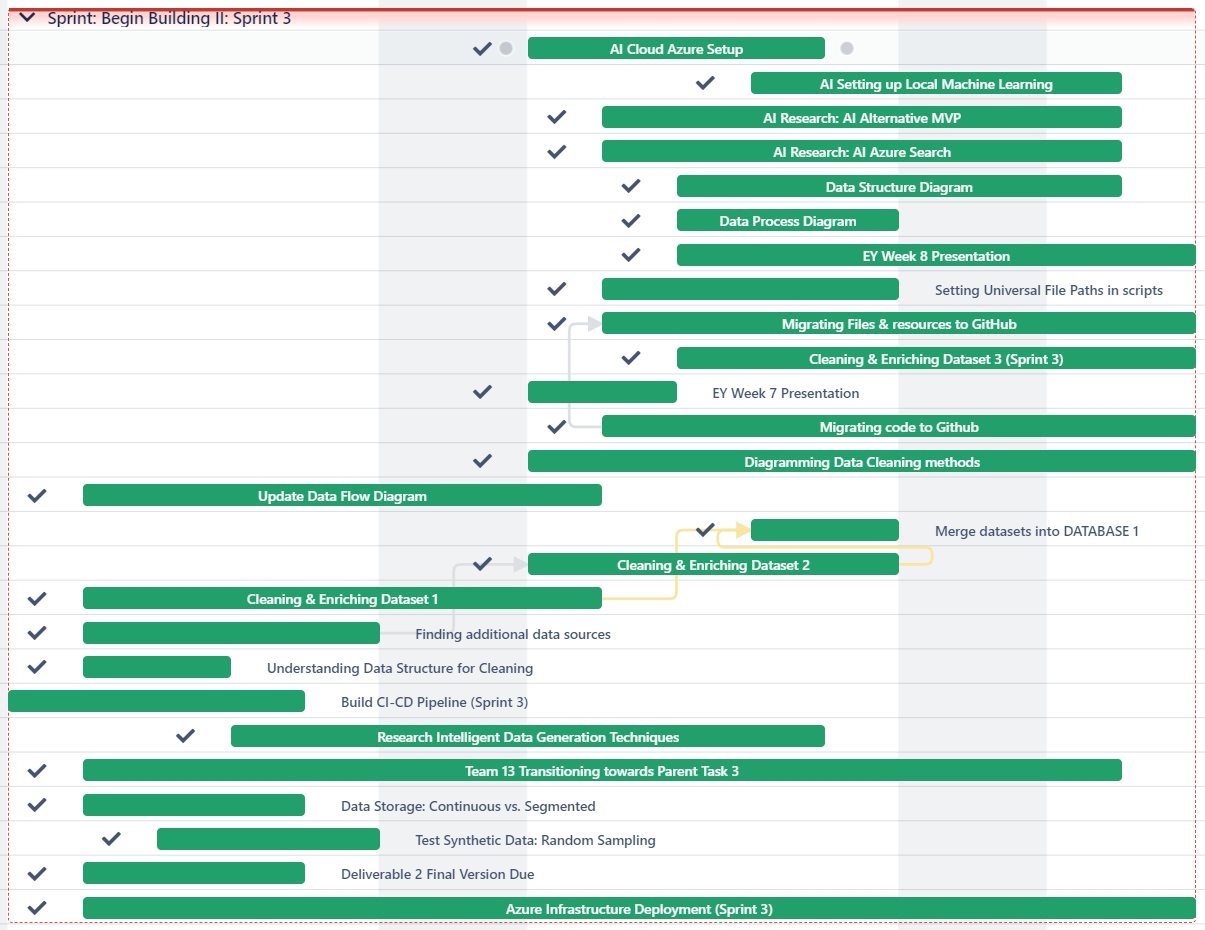 Sprint: Begin Building II: Sprint 3
AI Cloud Azure Setup
AI Setting up Local Machine Learning
AI Research: AI Alternative MVP
AI Research: AI Azure Search
Data Structure Diagram
Data Process Diagram
EY Week 8 Presentation
Setting Universal File Paths in scripts
Migrating Files & resources to GitHub
Cleaning & Enriching Dataset 3 (Sprint 3)
EY Week 7 Presentation
Migrating code to Github
Diagramming Data Cleaning methods
Update Data Flow Diagram
Merge datasets into DATABASE 1
Cleaning & Enriching Dataset 2
Cleaning & Enriching Dataset 1
Finding additional data sources
Understanding Data Structure for Cleaning
Build CI-CD Pipeline (Sprint 3)
Research Intelligent Data Generation Techniques
Team 13 Transitioning towards Parent Task 3
Data Storage: Continuous vs. Segmented
Test Synthetic Data: Random Sampling
Deliverable 2 Final Version Due
Azure Infrastructure Deployment (Sprint 3)